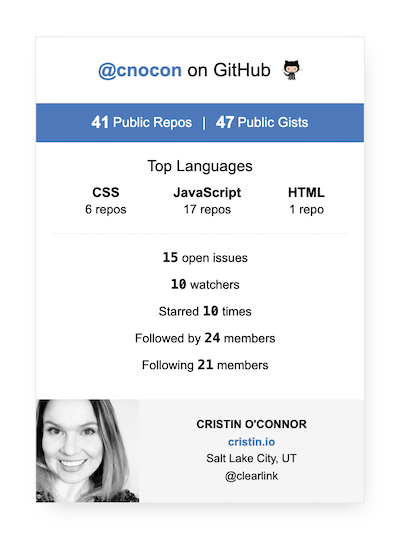 @cnocon on GitHub
41 Public Repos | 47 Public Gists
Top Languages
CSS JavaScript HTML
6 repos 17 repos 1 repo
15 open issues
10 watchers
Starred 10 times
Followed by 24 members
Following 21 members
CRISTIN O'CONNOR
cristin.io
Salt Lake City, UT
@clearlink